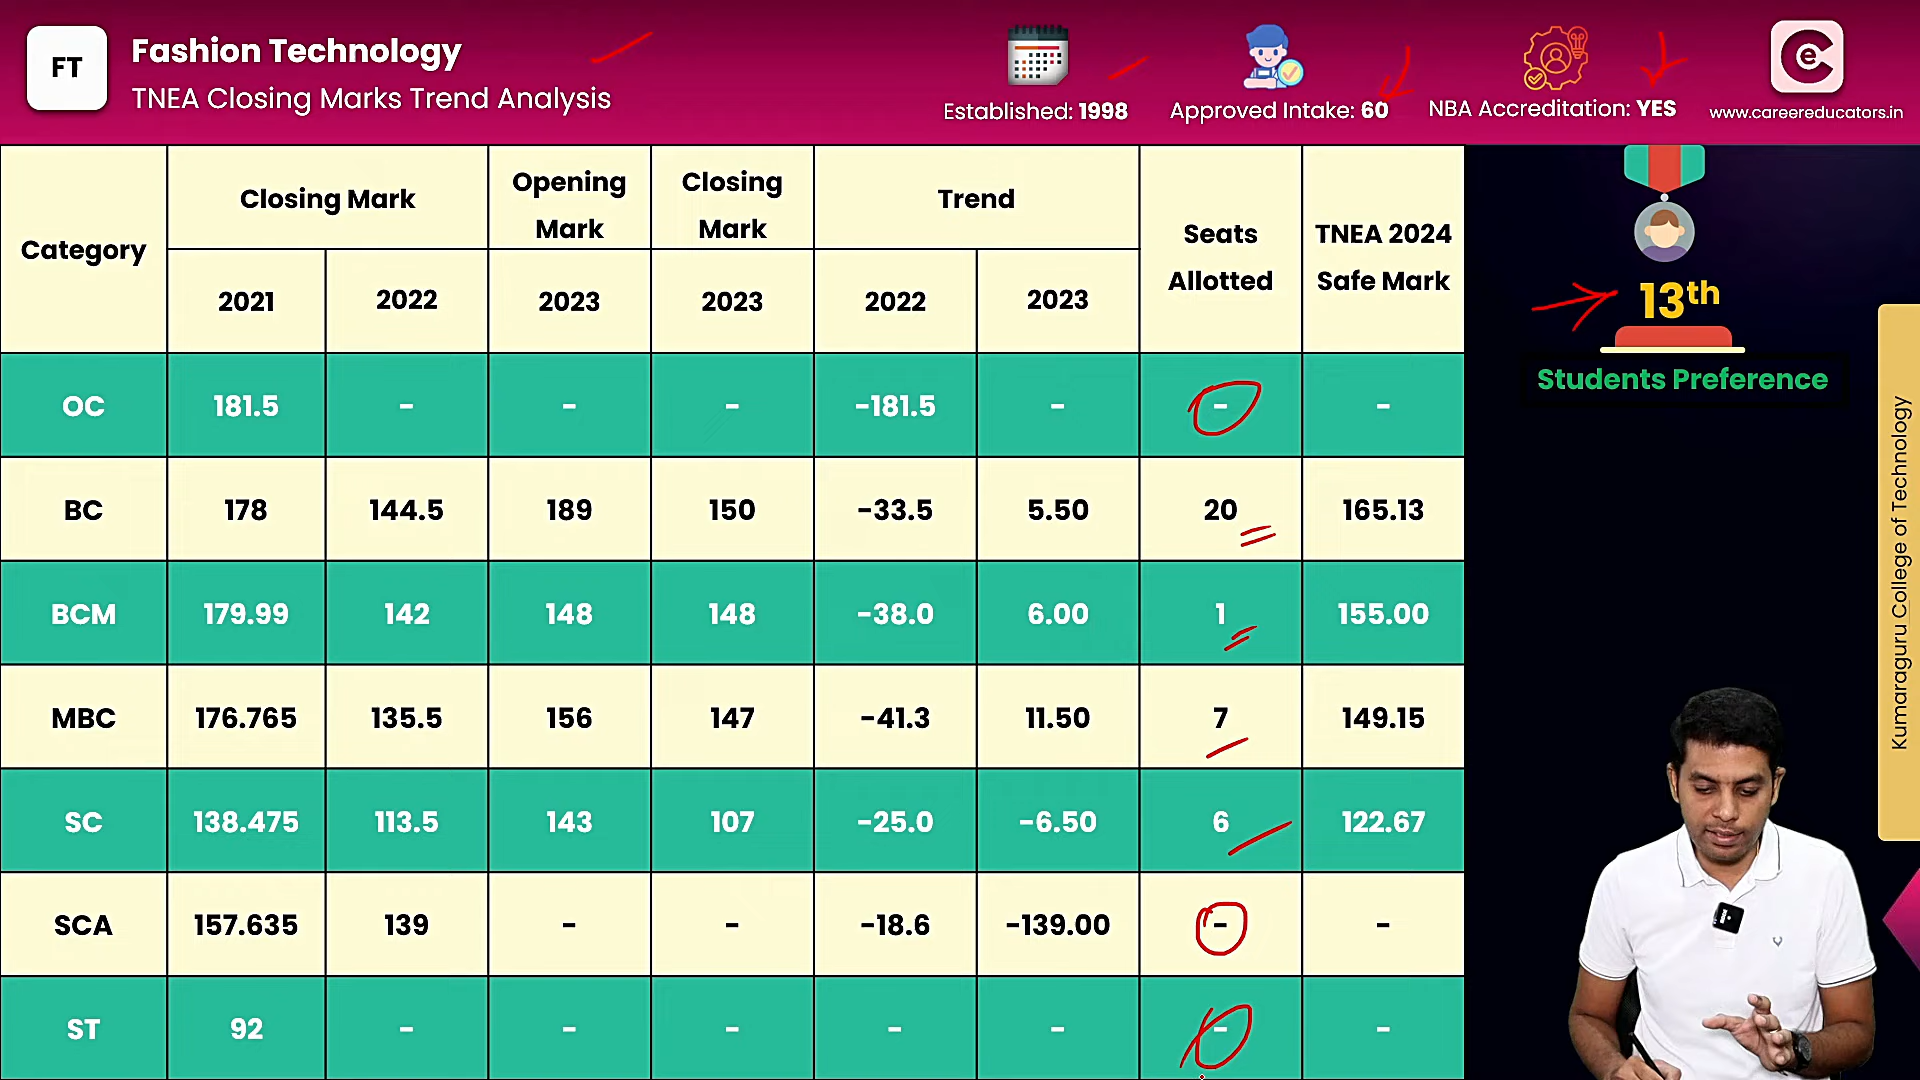 FT
Fashion Technology
TNEA Closing Marks Trend Analysis
Established: 1998
Approved Intake: 60
NBA Accreditation: YES
e
www.careereducators.in
Category
Closing Mark
Opening Mark
Closing Mark
Trend
Seats Allotted
TNEA 2024 Safe Mark
2021 2022 2023 2023 2022 2023
OC 181.5 - - - -181.5 - - -
BC 178 144.5 189 150 -33.5 5.50 20 165.13
BCM 179.99 142 148 148 -38.0 6.00 1 155.00
MBC 176.765 135.5 156 147 -41.3 11.50 7 149.15
SC 138.475 113.5 143 107 -25.0 -6.50 6 122.67
SCA 157.635 139 - - -18.6 -139.00 - -
ST 92 - - - - - - -
13th
Students Preference
Kumaraguru College of Technology